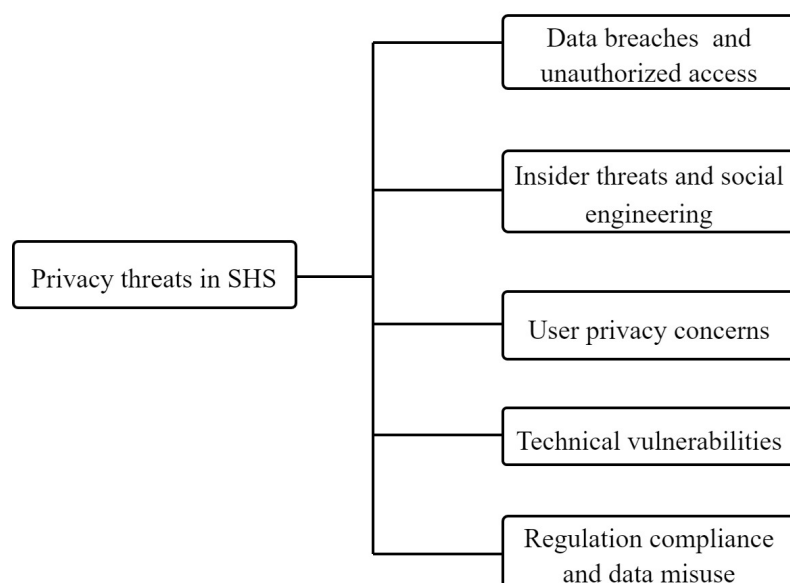 Data breaches and
unauthorized access
Insider threats and social
engineering
Privacy threats in SHS
User privacy concerns
Technical vulnerabilities
Regulation compliance
and data misuse